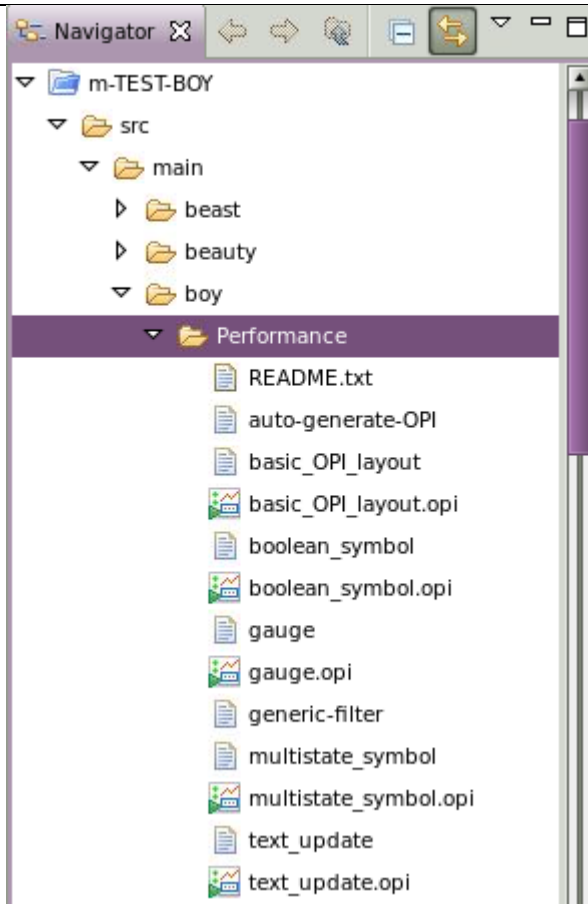 Navigator
m-TEST-BOY
src
main
beast
beauty
boy
Performance
README.txt
auto-generate-OPI
basic_OPI_layout
basic_OPI_layout.opi
boolean_symbol
boolean_symbol.opi
gauge
gauge.opi
generic-filter
multistate_symbol
multistate_symbol.opi
text_update
text_update.opi